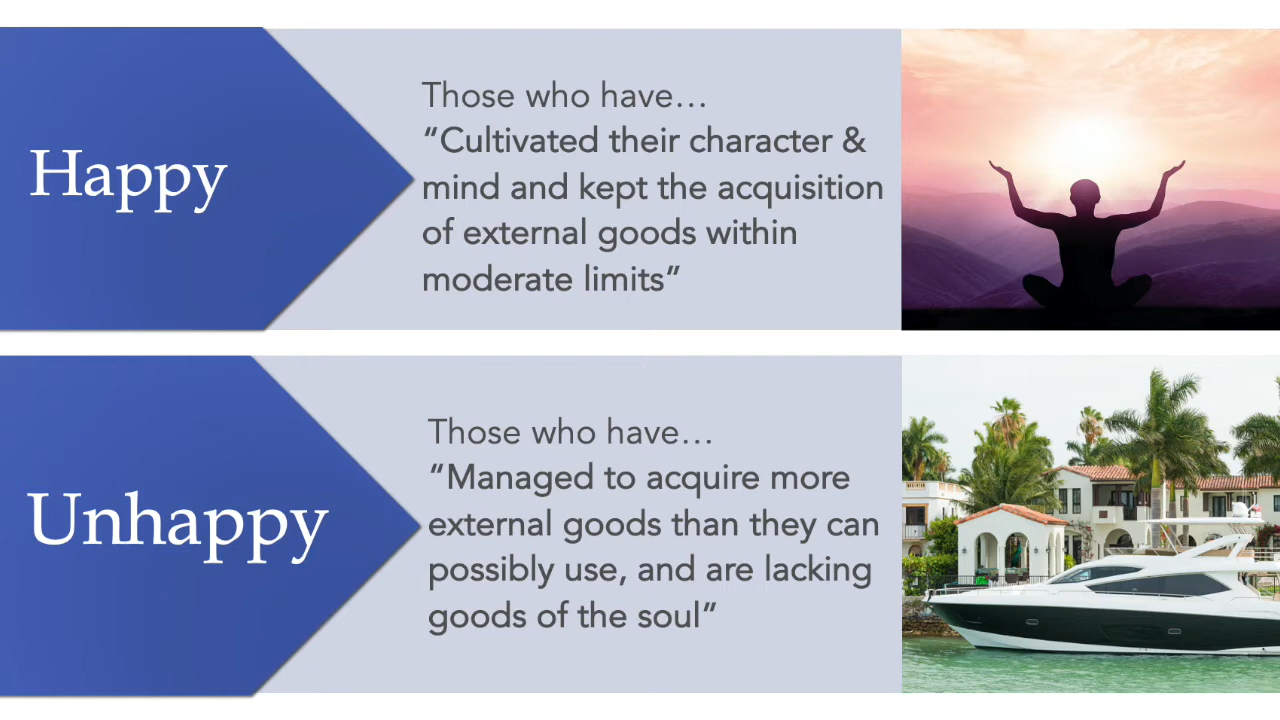 Happy
Those who have…
“Cultivated their character &
mind and kept the acquisition
of external goods within
moderate limits”
Unhappy
Those who have…
“Managed to acquire more
external goods than they can
possibly use, and are lacking
goods of the soul”